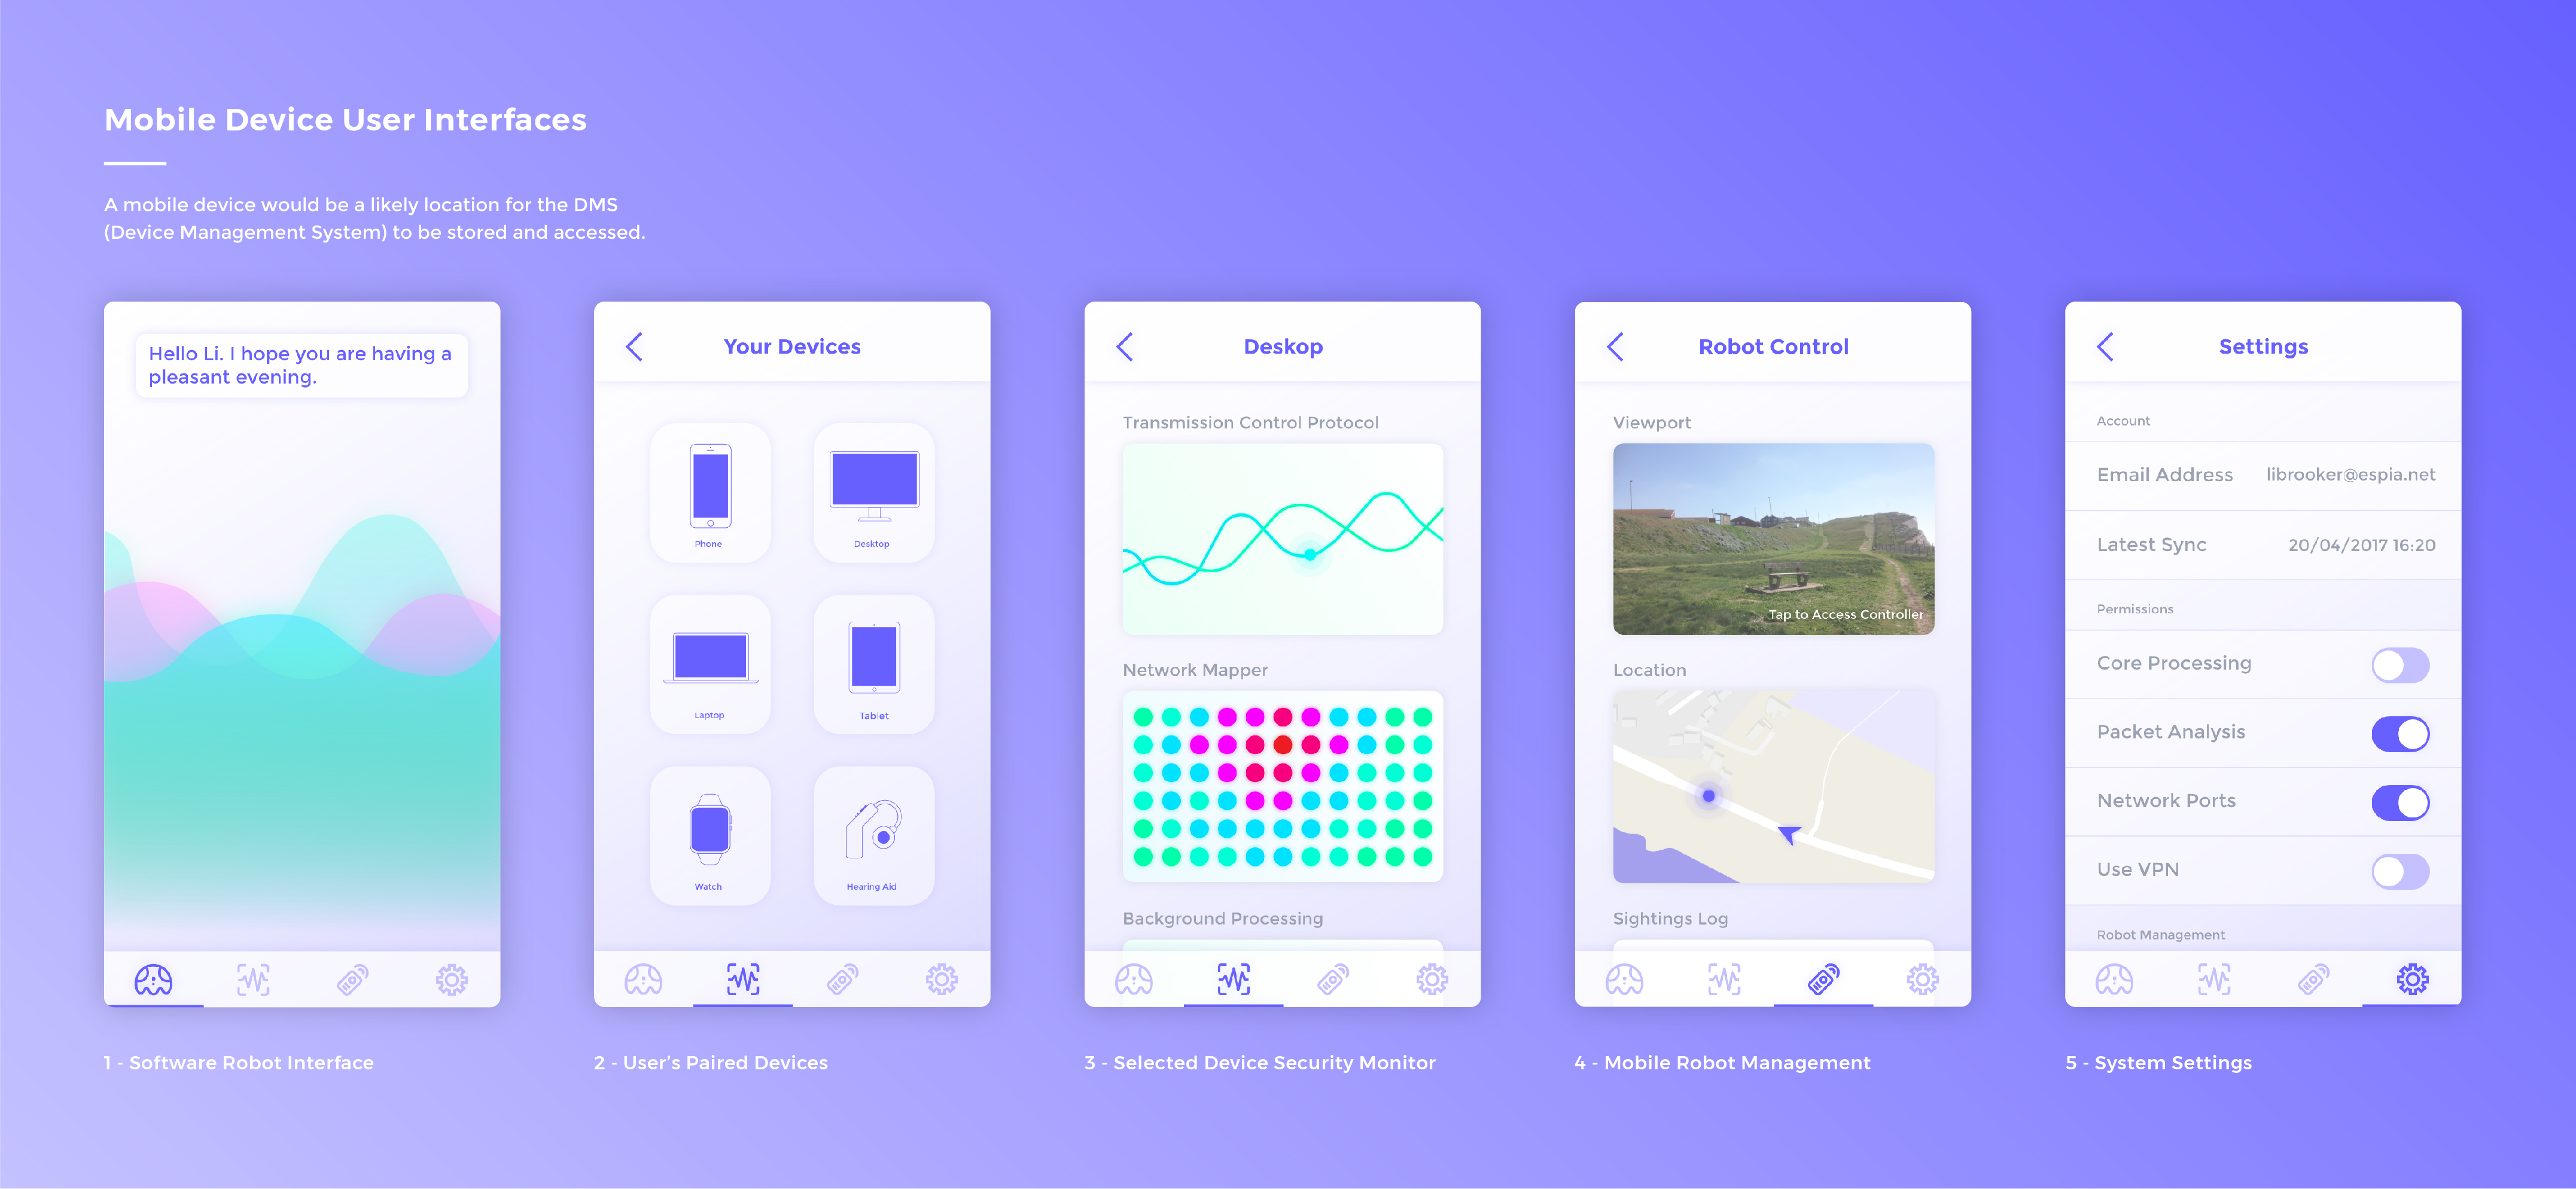 Mobile Device User Interfaces
A mobile device would be a likely location for the DMS
(Device Management System) to be stored and accessed.
Hello Li. I hope you are having a
pleasant evening.
1 - Software Robot Interface
Your Devices
Phone
Desktop
Laptop
Tablet
Watch
Hearing Aid
2 - User's Paired Devices
Deskop
Transmission Control Protocol
Network Mapper
Background Processing
3 - Selected Device Security Monitor
Robot Control
Viewport
Tap to Access Controller
Location
Sightings Log
4 - Mobile Robot Management
Settings
Account
Email Address librooker@espia.net
Latest Sync 20/04/2017 16:20
Permissions
Core Processing
Packet Analysis
Network Ports
Use VPN
Robot Management
5 - System Settings